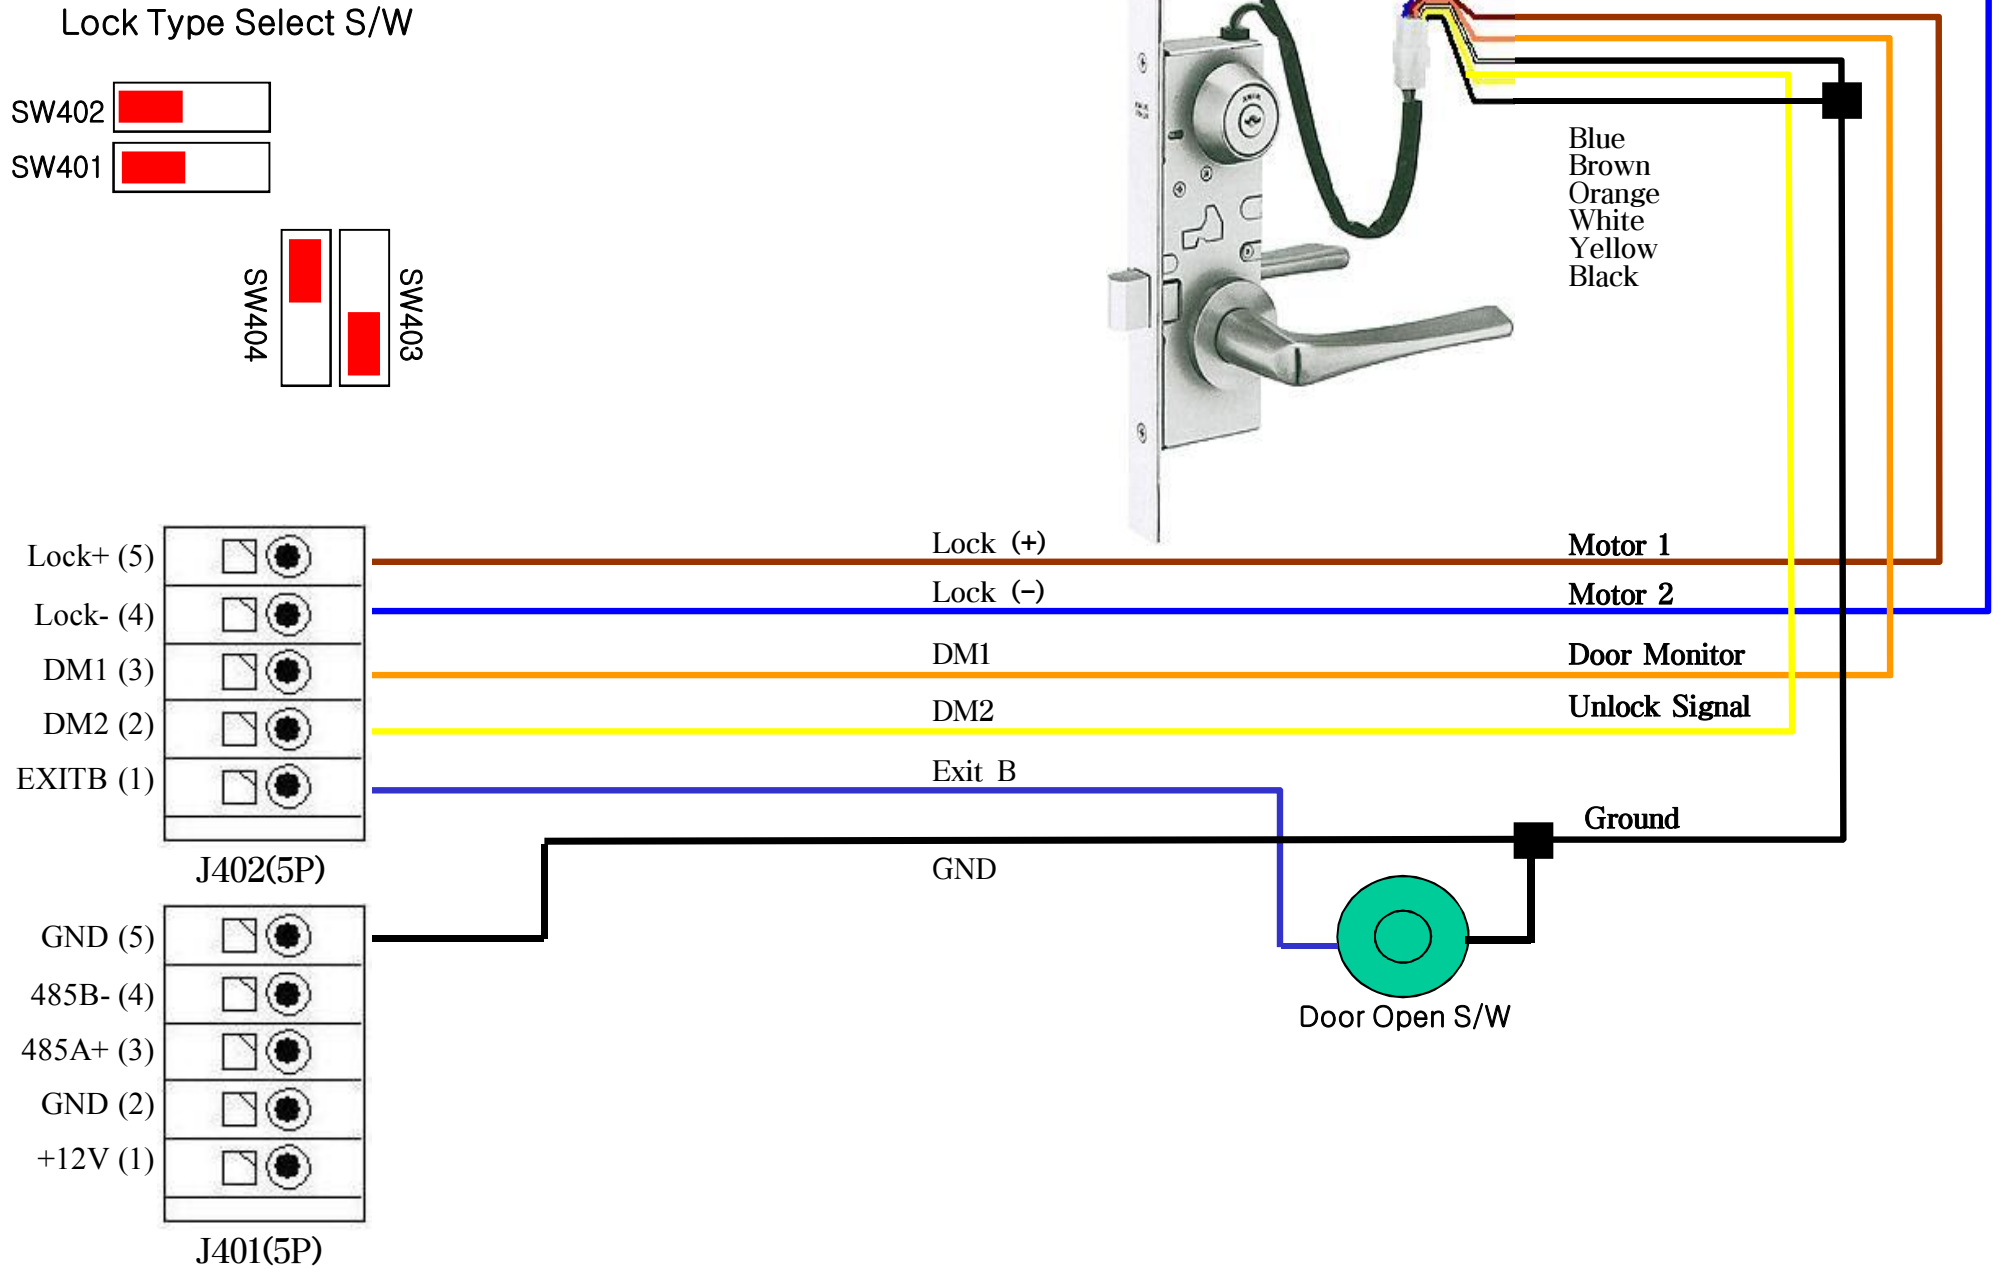 Lock Type Select S/W
SW402
SW401
SW404
SW403
Blue
Brown
Orange
White
Yellow
Black
Lock+ (5)
Lock- (4)
DM1 (3)
DM2 (2)
EXITB (1)
J402(5P)
Lock (+)
Lock (-)
DM1
DM2
Exit B
GND
Motor 1
Motor 2
Door Monitor
Unlock Signal
Ground
Door Open S/W
GND (5)
485B- (4)
485A+ (3)
GND (2)
+12V (1)
J401(5P)